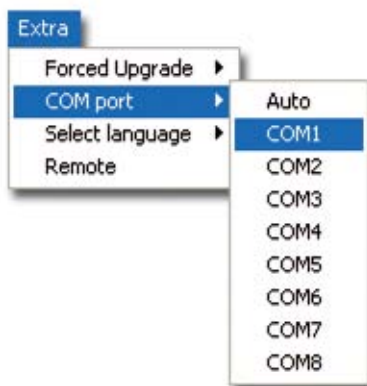 Extra
Forced Upgrade
COM port
Select language
Remote
Auto
COM1
COM2
COM3
COM4
COM5
COM6
COM7
COM8